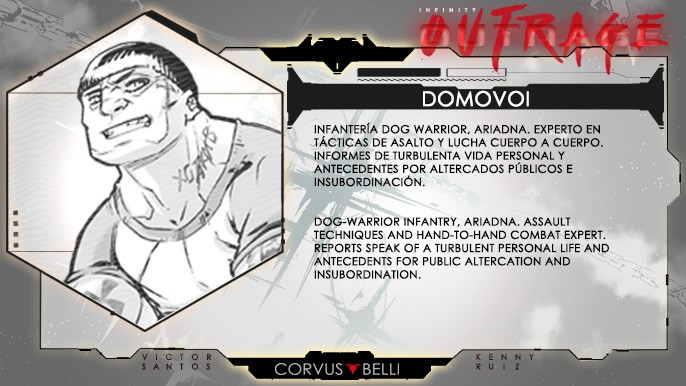 INFINITY
OUTRAGE
DOMOVOI
INFANTERÍA DOG WARRIOR, ARIADNA. EXPERTO EN
TÁCTICAS DE ASALTO Y LUCHA CUERPO A CUERPO.
INFORMES DE TURBULENTA VIDA PERSONAL Y
ANTECEDENTES POR ALTERCADOS PÚBLICOS E
INSUBORDINACIÓN.
DOG-WARRIOR INFANTRY, ARIADNA. ASSAULT
TECHNIQUES AND HAND-TO-HAND COMBAT EXPERT.
REPORTS SPEAK OF A TURBULENT PERSONAL LIFE AND
ANTECEDENTS FOR PUBLIC ALTERCATION AND
INSUBORDINATION.
VICTOR
SANTOS
CORVUS BELLI
KENNY
RUIZ